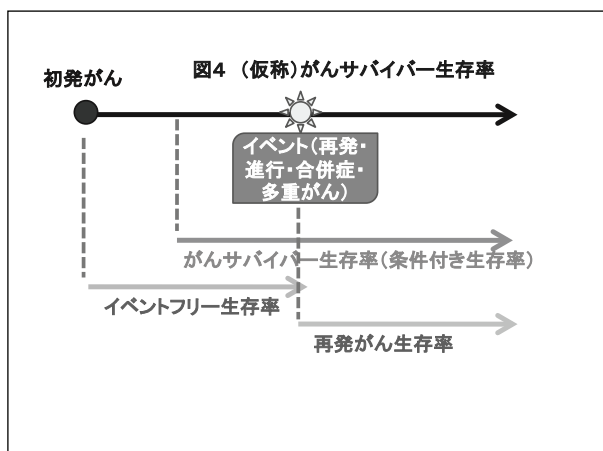 図4 (仮称)がんサバイバー生存率
初発がん
イベント(再発・
進行・合併症・
多重がん)
がんサバイバー生存率(条件付き生存率)
イベントフリー生存率
再発がん生存率